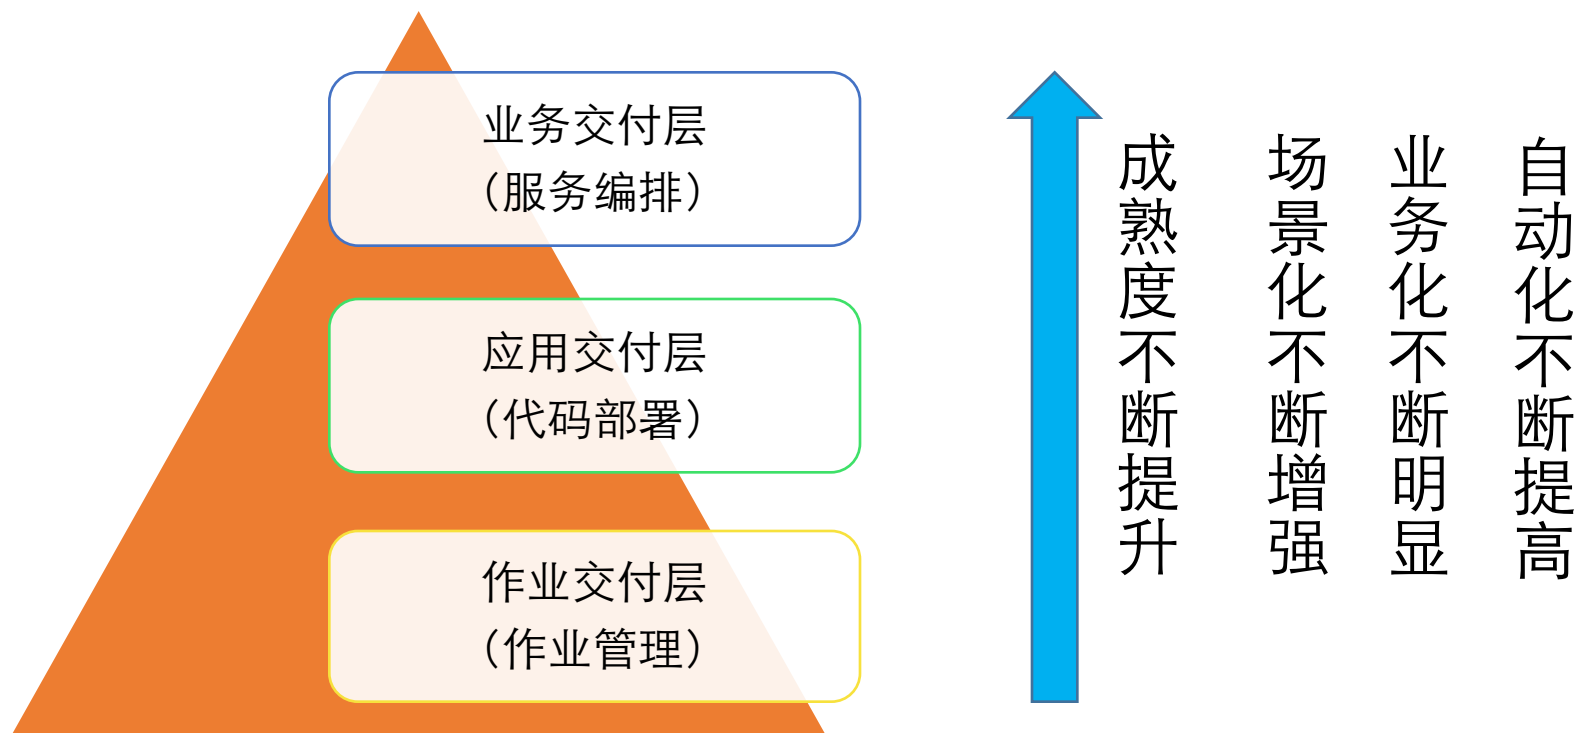 业务交付层
（服务编排）
应用交付层
（代码部署）
作业交付层
（作业管理）
成熟度不断提升
场景化不断增强
业务化不断明显
自动化不断提高